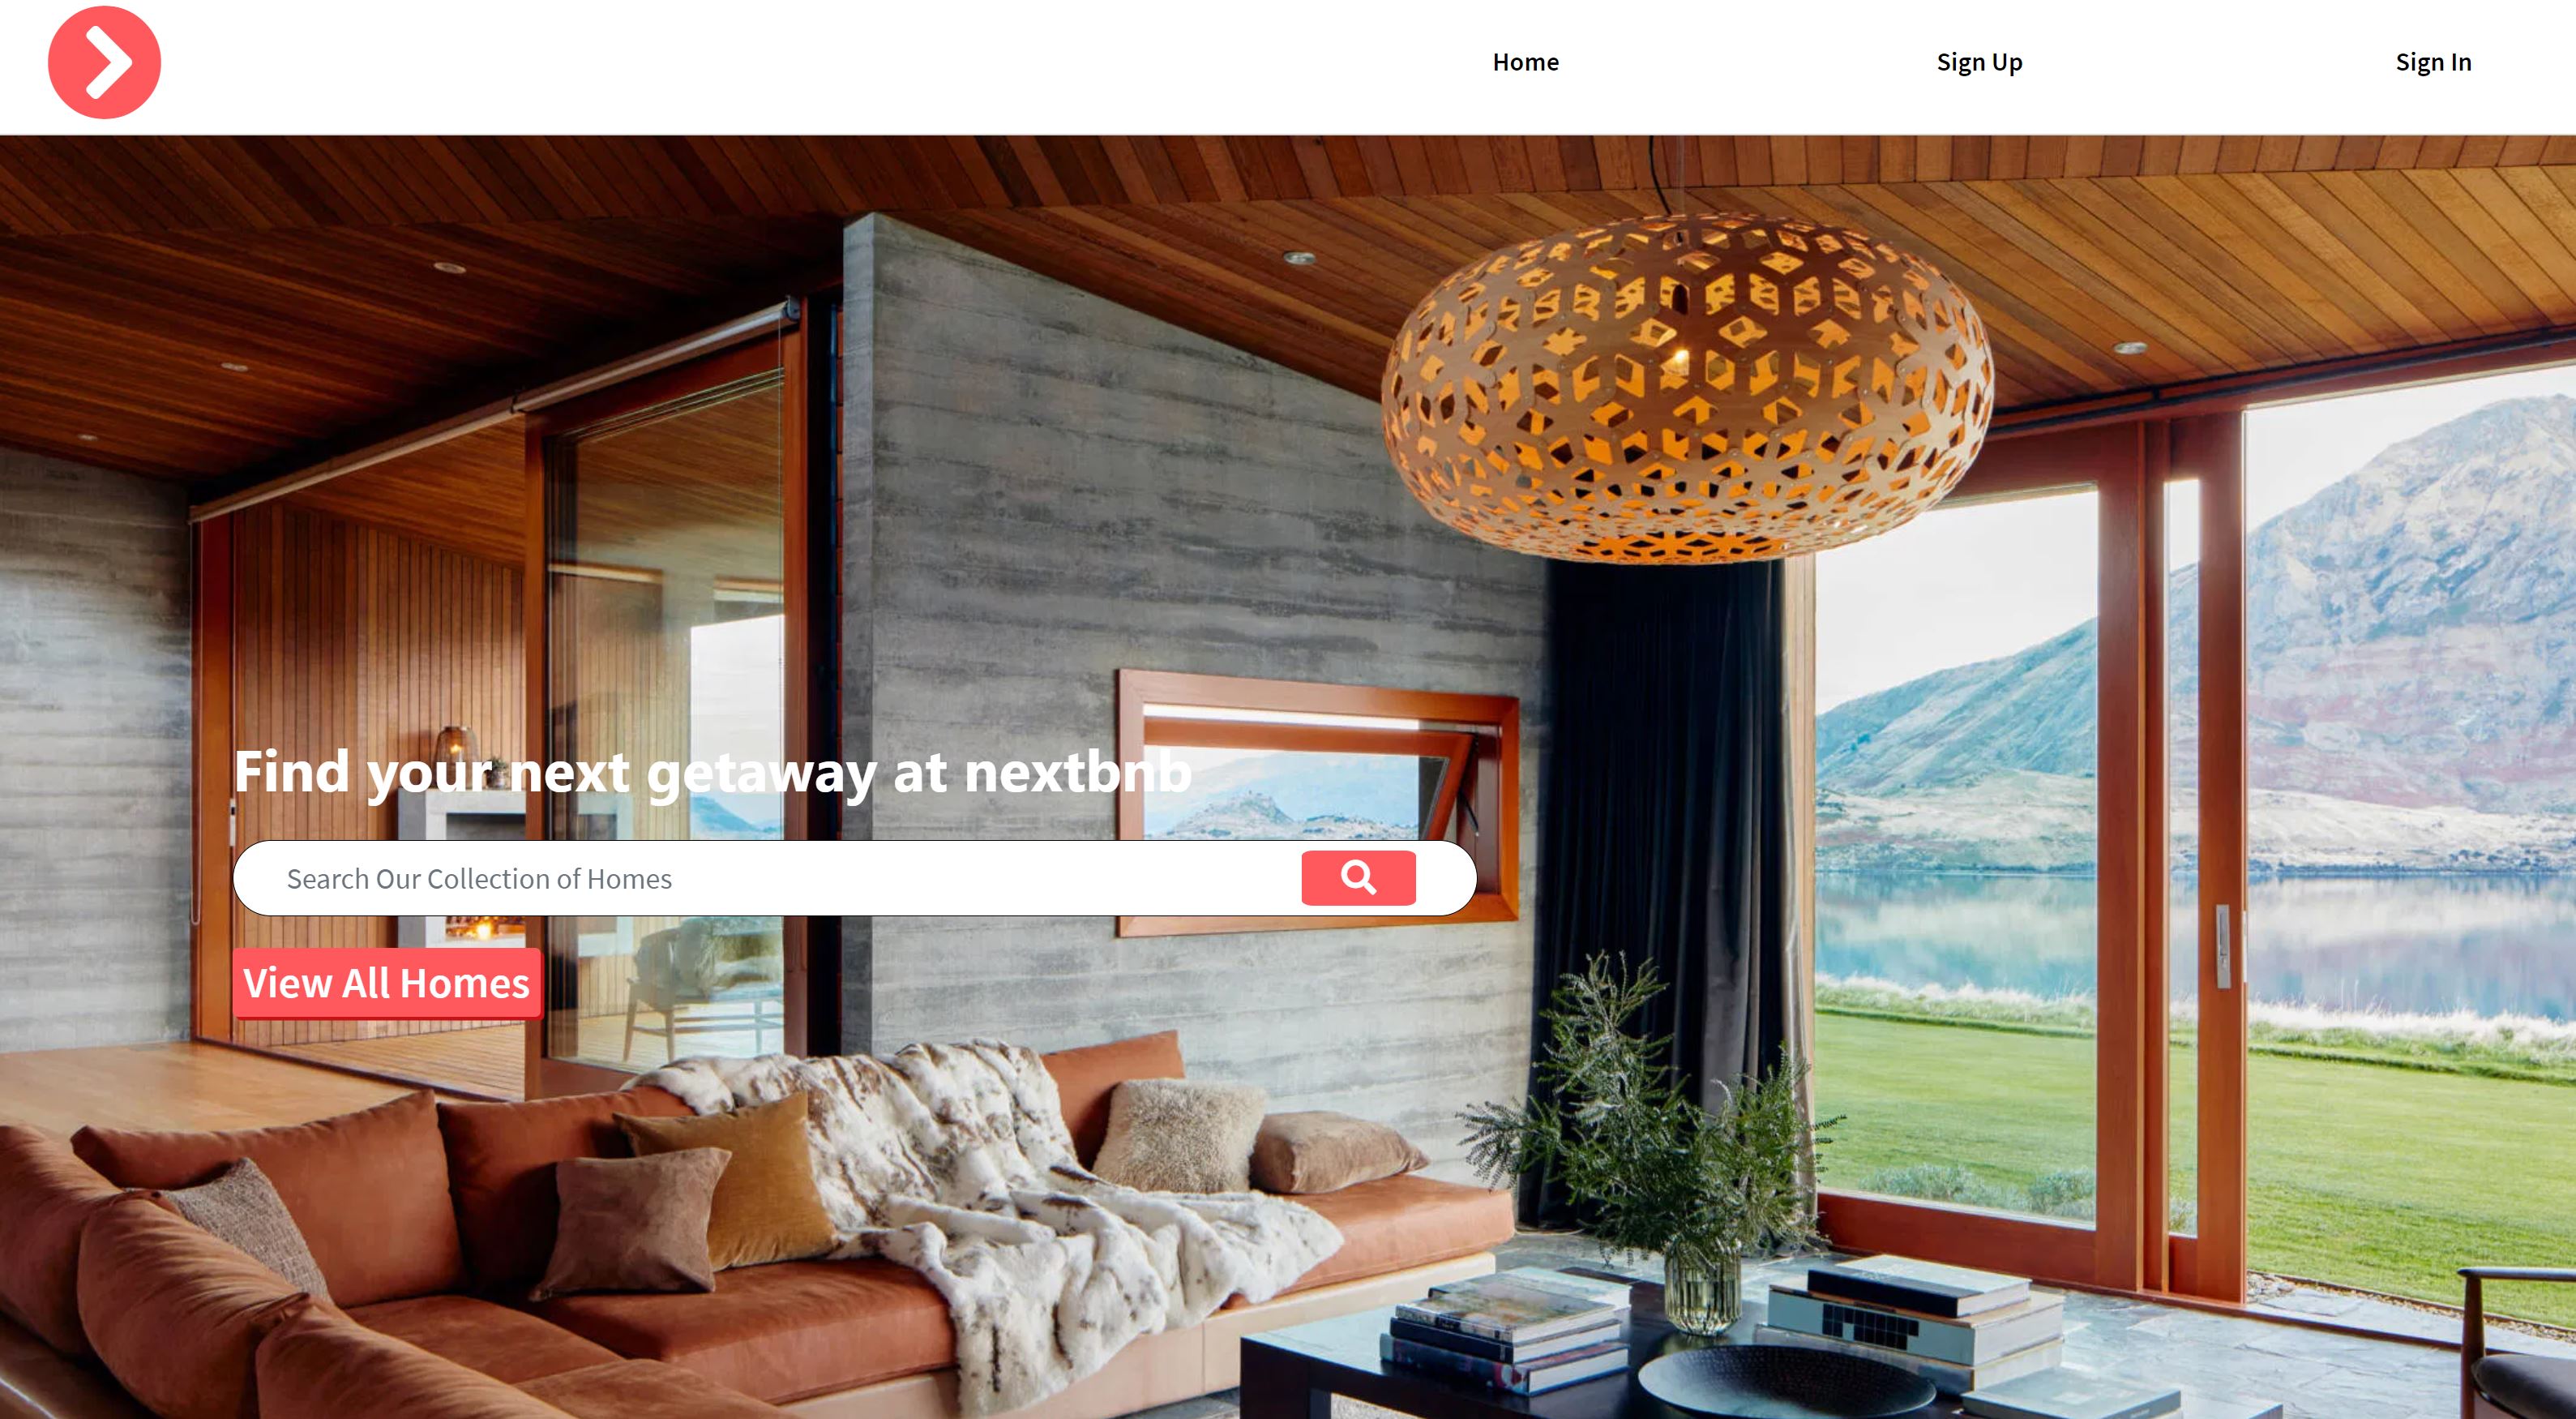 Home
Sign Up
Sign In
Find your next getaway at nextbnb
Search Our Collection of Homes
View All Homes